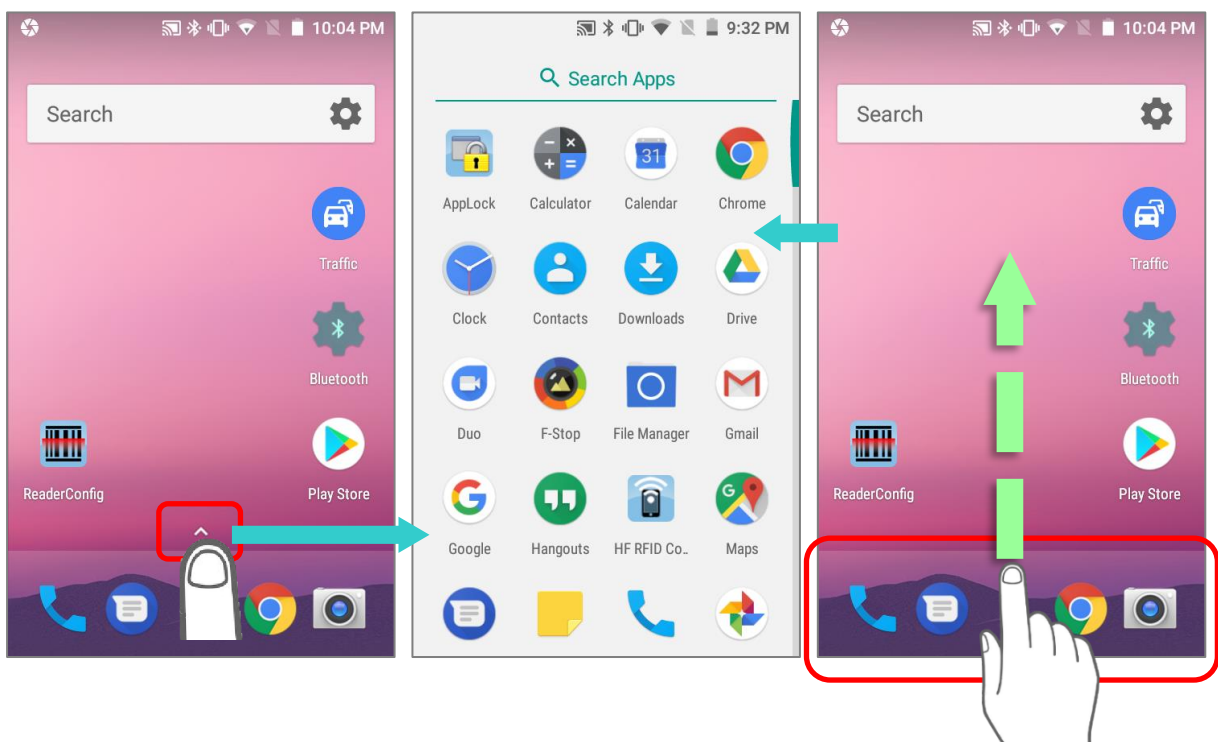 10:04 PM
Search
Traffic
Bluetooth
ReaderConfig
Play Store
9:32 PM
Search Apps
AppLock
Calculator
31
Calendar
Chrome
Clock
Contacts
Downloads
Drive
Duo
F-Stop
File Manager
Gmail
G
Google
Hangouts
HF RFID Co..
G
Maps
10:04 PM
Search
Traffic
Bluetooth
ReaderConfig
Play Store